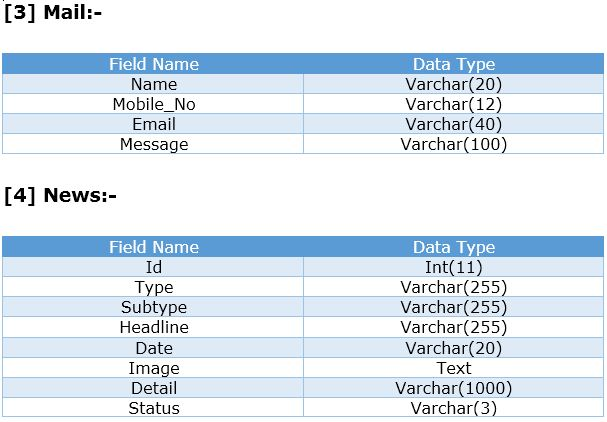 [3] Mail:-
Field Name Data Type
Name Varchar(20)
Mobile_No Varchar(12)
Email Varchar(40)
Message Varchar(100)
[4] News:-
Field Name Data Type
Id Int(11)
Type Varchar(255)
Subtype Varchar(255)
Headline Varchar(255)
Date Varchar(20)
Image Text
Detail Varchar(1000)
Status Varchar(3)